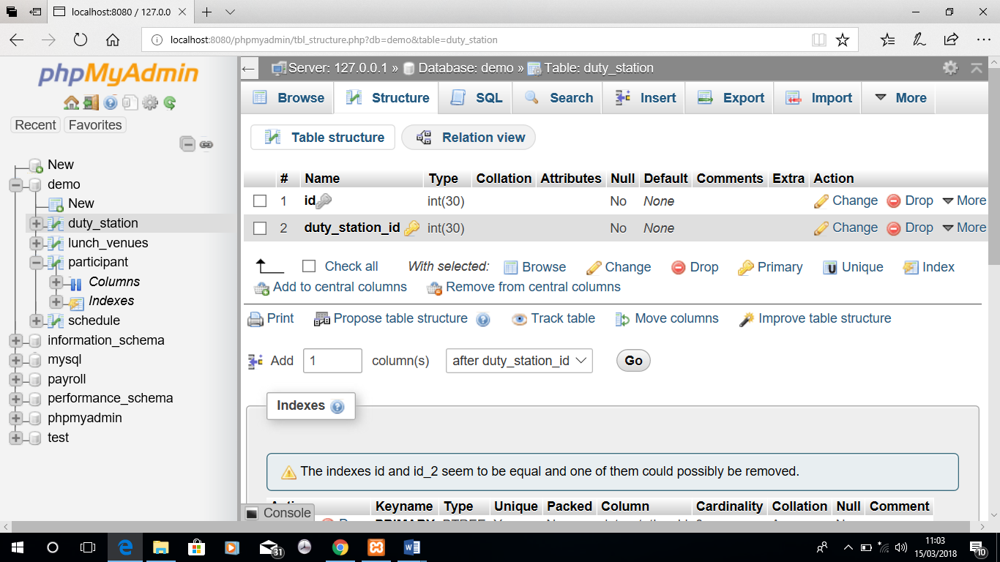 localhost:8080 / 127.0.0
localhost:8080/phpmyadmin/tbl_structure.php?db=demo&table=duty_station
phpMyAdmin
Recent Favorites
New
demo
New
duty_station
lunch_venues
participant
Columns
Indexes
schedule
information_schema
mysql
payroll
performance_schema
phpmyadmin
test
Server: 127.0.0.1 » Database: demo » Table: duty_station
Browse Structure SQL Search Insert Export Import More
Table structure Relation view
# Name Type Collation Attributes Null Default Comments Extra Action
1 id int(30) No None Change Drop More
2 duty_station_id int(30) No None Change Drop More
Check all With selected: Browse Change Drop Primary Unique Index
Add to central columns Remove from central columns
Print Propose table structure Track table Move columns Improve table structure
Add 1 column(s) after duty_station_id Go
Indexes
The indexes id and id_2 seem to be equal and one of them could possibly be removed.
Keyname Type Unique Packed Column Cardinality Collation Null Comment
Console
31
11:03
15/03/2018
10